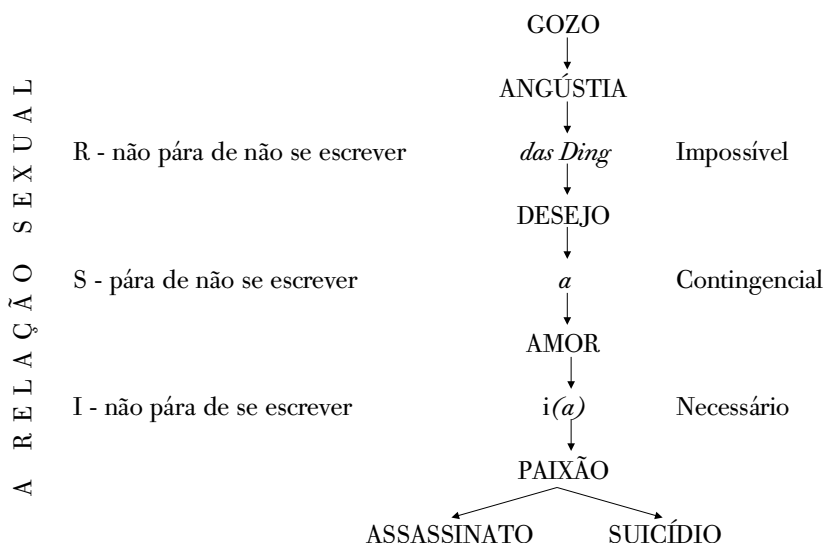 A RELAÇÃO SEXUAL
GOZO
ANGÚSTIA
R - não pára de não se escrever das Ding Impossível
DESEJO
S - pára de não se escrever a Contingencial
AMOR
I - não pára de se escrever i(a) Necessário
PAIXÃO
ASSASSINATO SUICÍDIO